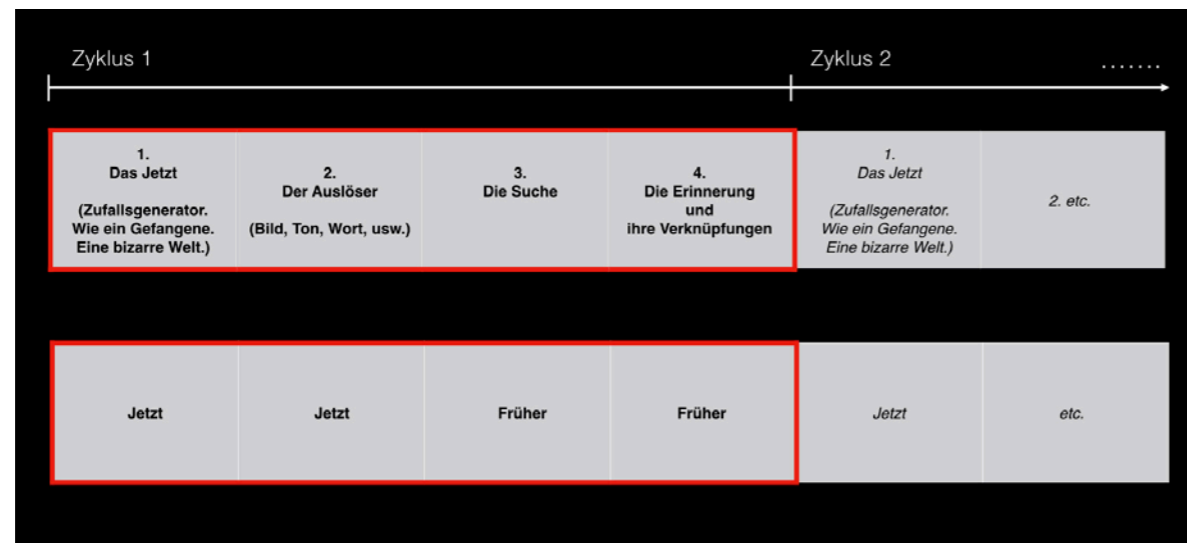 Zyklus 1
Zyklus 2
.......
1.
Das Jetzt
(Zufallsgenerator.
Wie ein Gefangene.
Eine bizarre Welt.)
2.
Der Auslöser
(Bild, Ton, Wort, usw.)
3.
Die Suche
4.
Die Erinnerung
und
ihre Verknüpfungen
1.
Das Jetzt
(Zufallsgenerator.
Wie ein Gefangene.
Eine bizarre Welt.)
2. etc.
Jetzt
Jetzt
Früher
Früher
Jetzt
etc.